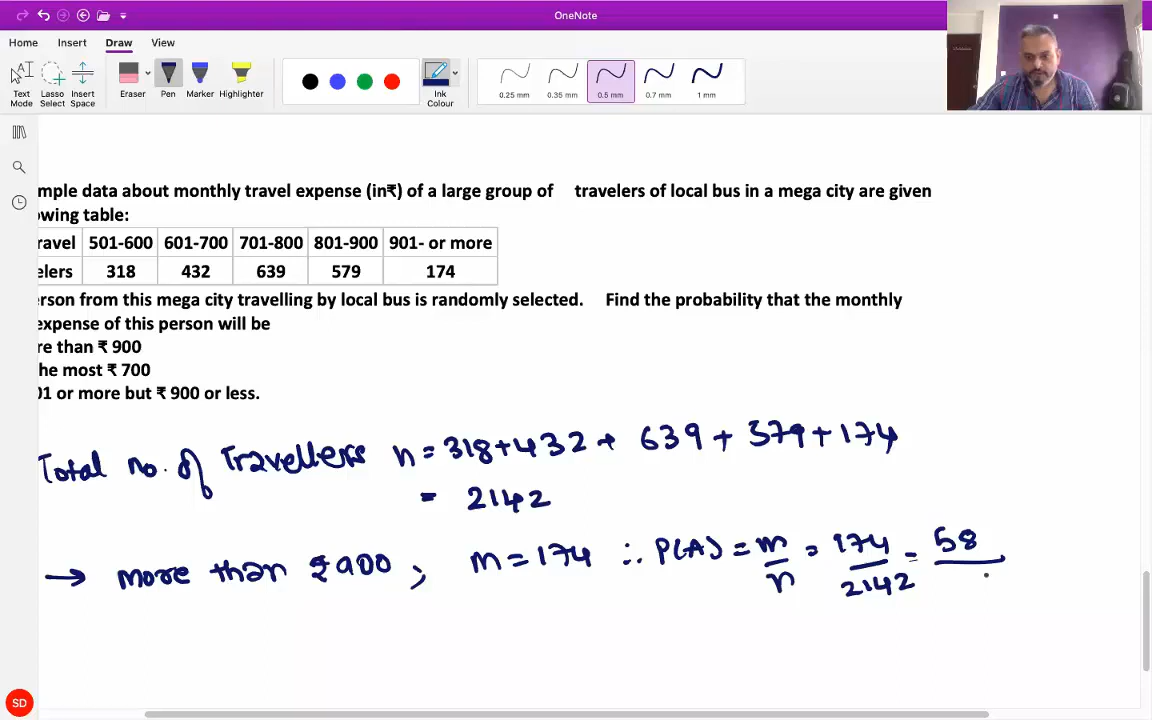 OneNote
Home Insert Draw View
Text Mode
Lasso Select
Insert Space
Eraser
Pen
Marker
Highlighter
Ink Colour
0.25 mm 0.35 mm 0.5 mm 0.7 mm 1 mm
mple data about monthly travel expense (in₹) of a large group of travelers of local bus in a mega city are given
owing table:
ravel 501-600 601-700 701-800 801-900 901- or more
elers 318 432 639 579 174
erson from this mega city travelling by local bus is randomly selected. Find the probability that the monthly
expense of this person will be
re than ₹ 900
he most ₹ 700
01 or more but ₹ 900 or less.
Total no. of Travellers n = 318 + 432 + 639 + 579 + 174
= 2142
→ more than ₹ 900 ; m = 174 ∴ P(A) = m/n = 174/2142 = 58/
SD